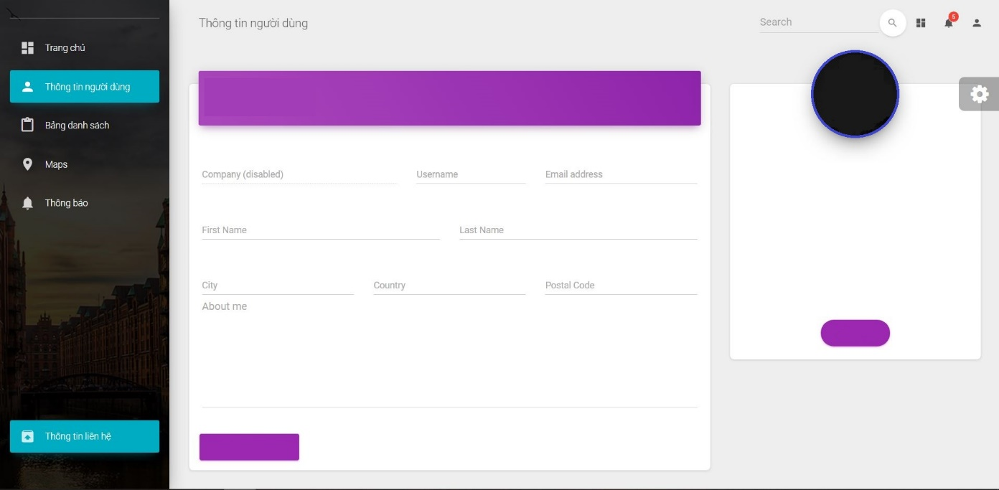 Thông tin người dùng
Search
5
Trang chủ
Thông tin người dùng
Bảng danh sách
Maps
Thông báo
Thông tin liên hệ
Company (disabled)
Username
Email address
First Name
Last Name
City
Country
Postal Code
About me